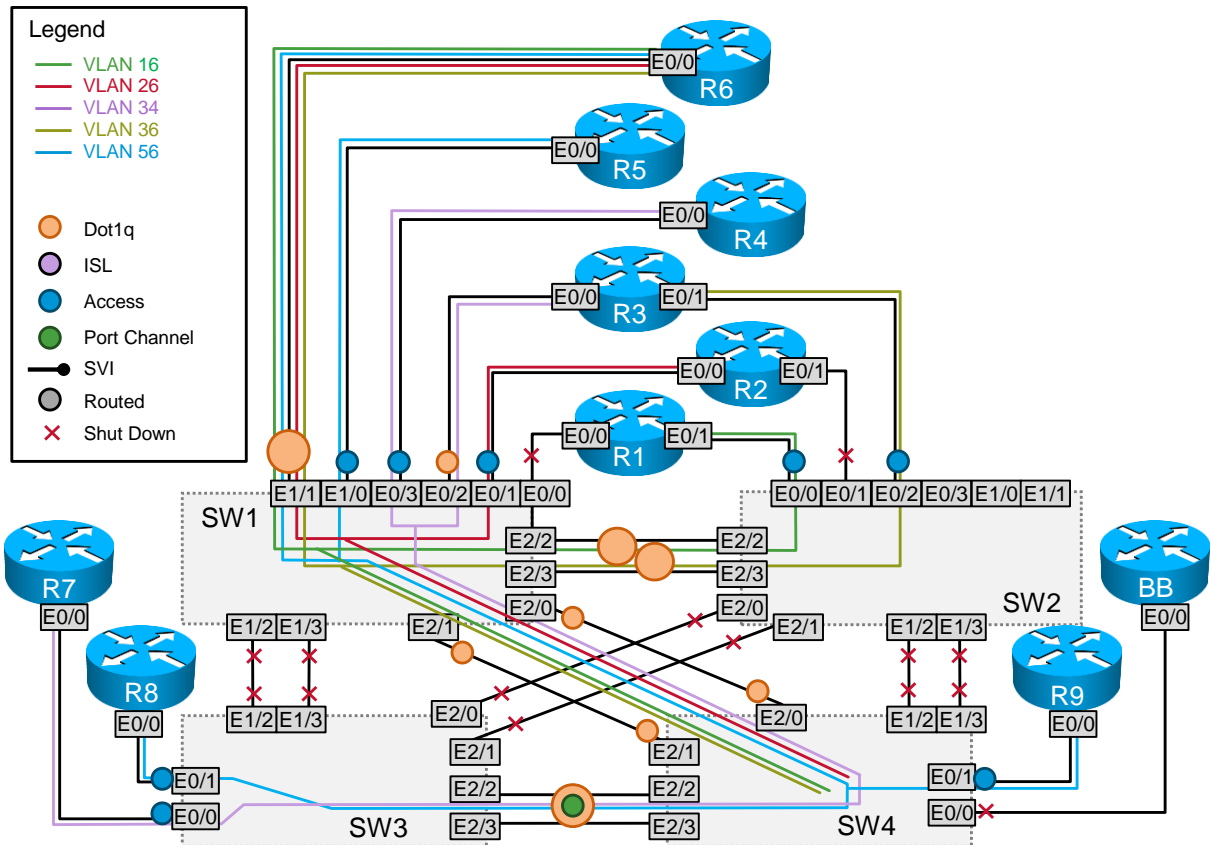 Legend
VLAN 16
VLAN 26
VLAN 34
VLAN 36
VLAN 56
Dot1q
ISL
Access
Port Channel
SVI
Routed
Shut Down
E0/0
R6
E0/0
R5
E0/0
R4
E0/0
R3
E0/1
E0/0
R2
E0/1
E0/0
R1
E0/1
SW1
E1/1 E1/0 E0/3 E0/2 E0/1 E0/0
E0/0 E0/1 E0/2 E0/3 E1/0 E1/1
E2/2
E2/2
E2/3
E2/3
E2/0
E2/0
E2/1
E2/1
SW2
E1/2 E1/3
E1/2 E1/3
R7
E0/0
R8
E0/0
BB
E0/0
R9
E0/0
E1/2 E1/3
E1/2 E1/3
E2/0
E2/0
E2/1
E2/1
E0/1
E0/0
E2/2
E2/2
E2/3
E2/3
SW3
SW4
E0/1
E0/0